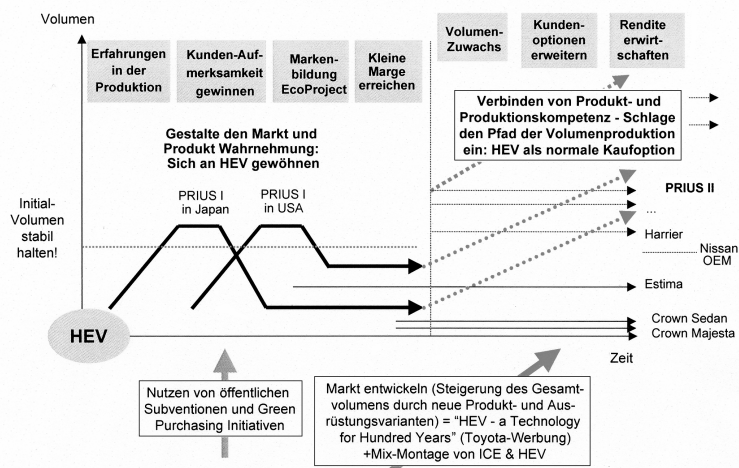 Volumen
Erfahrungen
in der
Produktion
Kunden-Auf-
merksamkeit
gewinnen
Marken-
bildung
EcoProject
Kleine
Marge
erreichen
Volumen-
Zuwachs
Kunden-
optionen
erweitern
Rendite
erwirt-
schaften
Gestalte den Markt und
Produkt Wahrnehmung:
Sich an HEV gewöhnen
Verbinden von Produkt- und
Produktionskompetenz - Schlage
den Pfad der Volumenproduktion
ein: HEV als normale Kaufoption
Initial-
Volumen
stabil
halten!
PRIUS I
in Japan
PRIUS I
in USA
PRIUS II
...
Harrier
Nissan
OEM
Estima
Crown Sedan
Crown Majesta
HEV
Zeit
Nutzen von öffentlichen
Subventionen und Green
Purchasing Initiativen
Markt entwickeln (Steigerung des Gesamt-
volumens durch neue Produkt- und Aus-
rüstungsvarianten) = "HEV - a Technology
for Hundred Years" (Toyota-Werbung)
+Mix-Montage von ICE & HEV